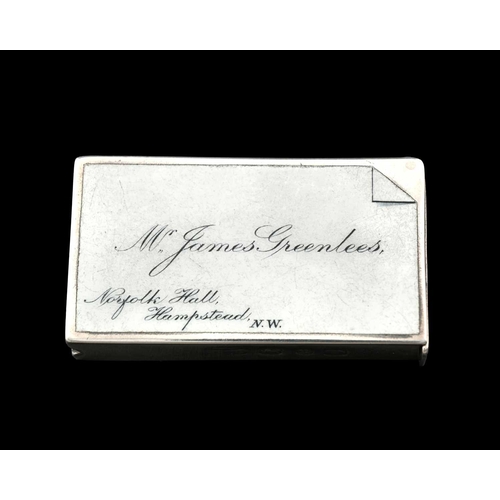 Mr. James Greenlees,
Norfolk Hall,
Hampstead, N.W.